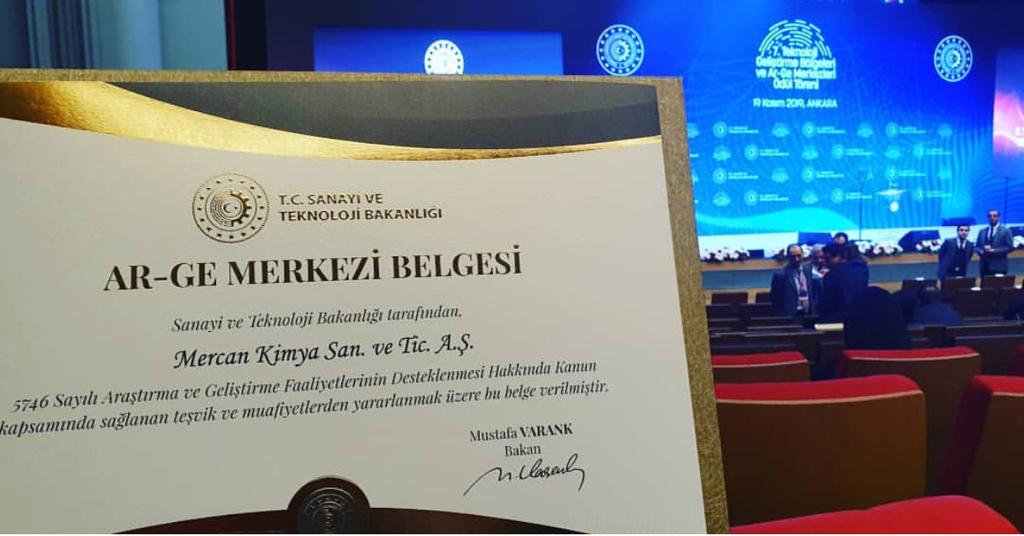 T.C. SANAYİ VE
TEKNOLOJİ BAKANLIĞI
AR-GE MERKEZİ BELGESİ
Sanayi ve Teknoloji Bakanlığı tarafından,
Mercan Kimya San. ve Tic. A.Ş.
5746 Sayılı Araştırma ve Geliştirme Faaliyetlerinin Desteklenmesi Hakkında Kanun
kapsamında sağlanan teşvik ve muafiyetlerden yararlanmak üzere bu belge verilmiştir.
Mustafa VARANK
Bakan
7. Teknoloji
Geliştirme Bölgeleri
ve Ar-Ge Merkezleri
Ödül Töreni
19 Kasım 2019, ANKARA